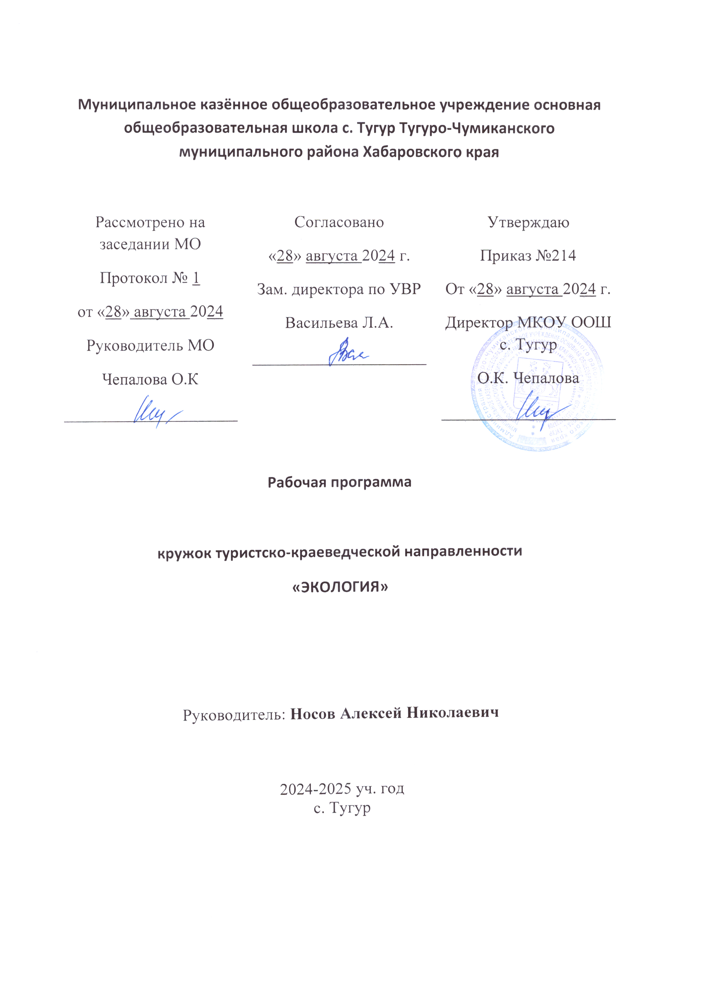 Муниципальное казённое общеобразовательное учреждение основная
общеобразовательная школа с. Тугур Тугуро-Чумиканского
муниципального района Хабаровского края
Рассмотрено на
заседании МО
Протокол № 1
от «28» августа 2024
Руководитель МО
Чепалова О.К
Согласовано
«28» августа 2024 г.
Зам. директора по УВР
Васильева Л.А.
Утверждаю
Приказ №214
От «28» августа 2024 г.
Директор МКОУ ООШ
с. Тугур
О.К. Чепалова
Рабочая программа
кружок туристско-краеведческой направленности
«ЭКОЛОГИЯ»
Руководитель: Носов Алексей Николаевич
2024-2025 уч. год
с. Тугур